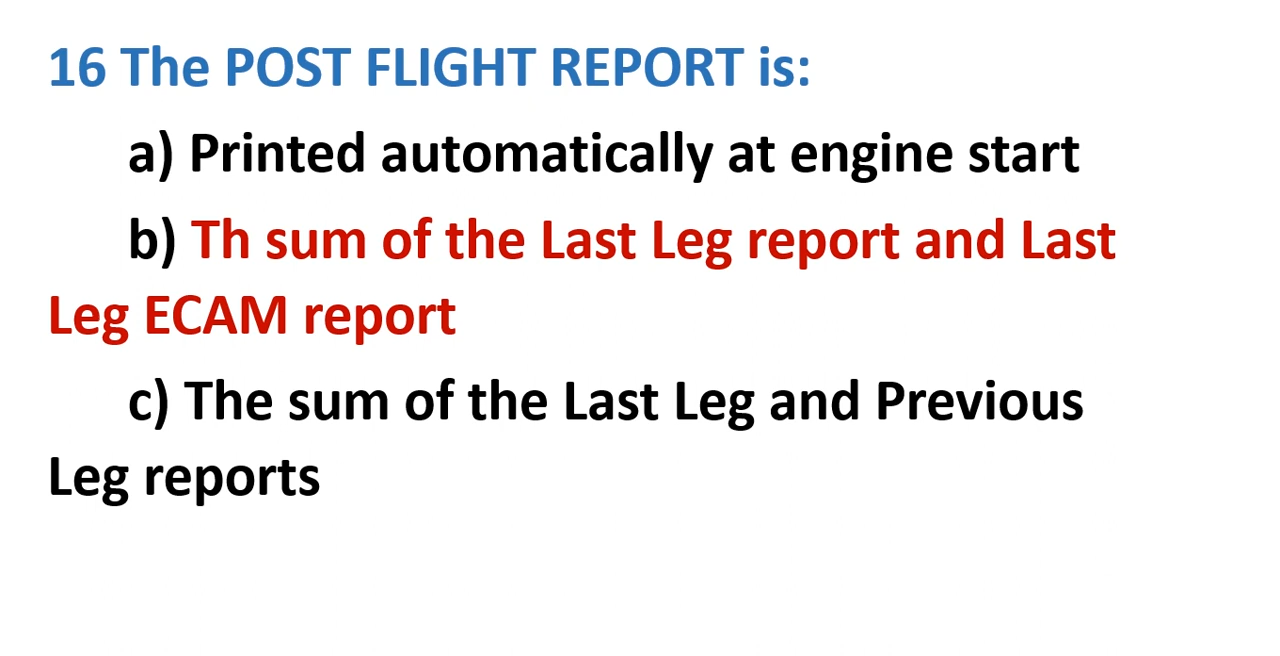 16 The POST FLIGHT REPORT is:
a) Printed automatically at engine start
b) Th sum of the Last Leg report and Last
Leg ECAM report
c) The sum of the Last Leg and Previous
Leg reports